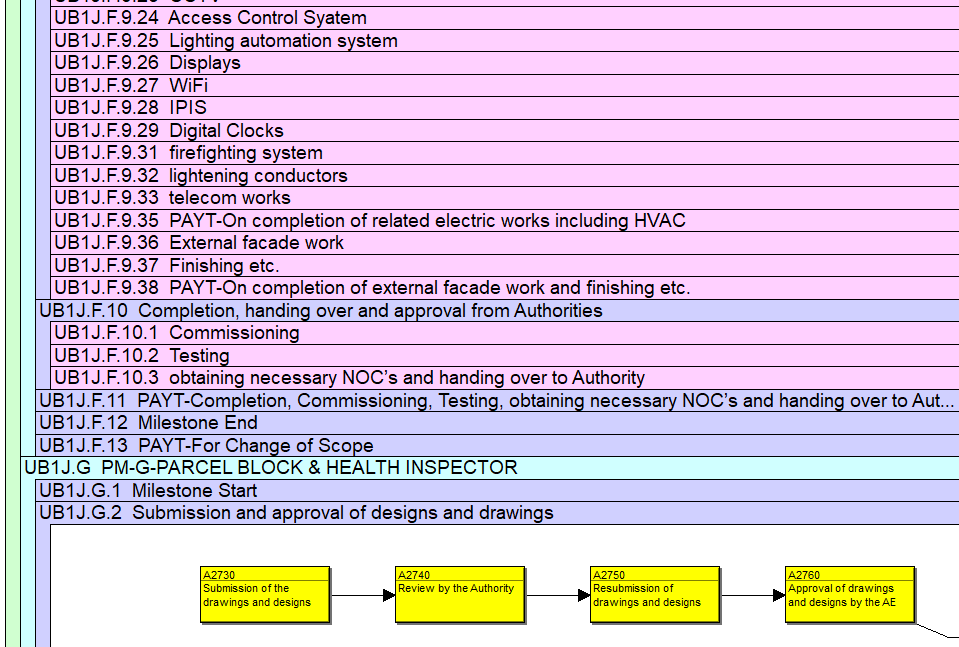 UB1J.F.9.24 Access Control Syatem
UB1J.F.9.25 Lighting automation system
UB1J.F.9.26 Displays
UB1J.F.9.27 WiFi
UB1J.F.9.28 IPIS
UB1J.F.9.29 Digital Clocks
UB1J.F.9.31 firefighting system
UB1J.F.9.32 lightening conductors
UB1J.F.9.33 telecom works
UB1J.F.9.35 PAYT-On completion of related electric works including HVAC
UB1J.F.9.36 External facade work
UB1J.F.9.37 Finishing etc.
UB1J.F.9.38 PAYT-On completion of external facade work and finishing etc.
UB1J.F.10 Completion, handing over and approval from Authorities
UB1J.F.10.1 Commissioning
UB1J.F.10.2 Testing
UB1J.F.10.3 obtaining necessary NOC’s and handing over to Authority
UB1J.F.11 PAYT-Completion, Commissioning, Testing, obtaining necessary NOC’s and handing over to Aut...
UB1J.F.12 Milestone End
UB1J.F.13 PAYT-For Change of Scope
UB1J.G PM-G-PARCEL BLOCK & HEALTH INSPECTOR
UB1J.G.1 Milestone Start
UB1J.G.2 Submission and approval of designs and drawings
A2730
Submission of the
drawings and designs
A2740
Review by the Authority
A2750
Resubmission of
drawings and designs
A2760
Approval of drawings
and designs by the AE